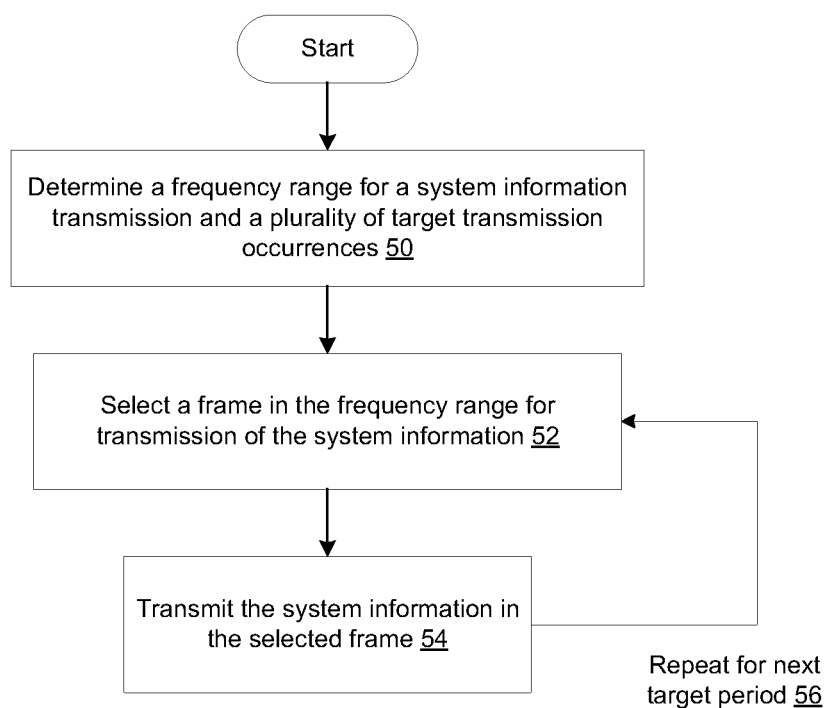 Start
Determine a frequency range for a system information
transmission and a plurality of target transmission
occurrences 50
Select a frame in the frequency range for
transmission of the system information 52
Transmit the system information in
the selected frame 54
Repeat for next
target period 56